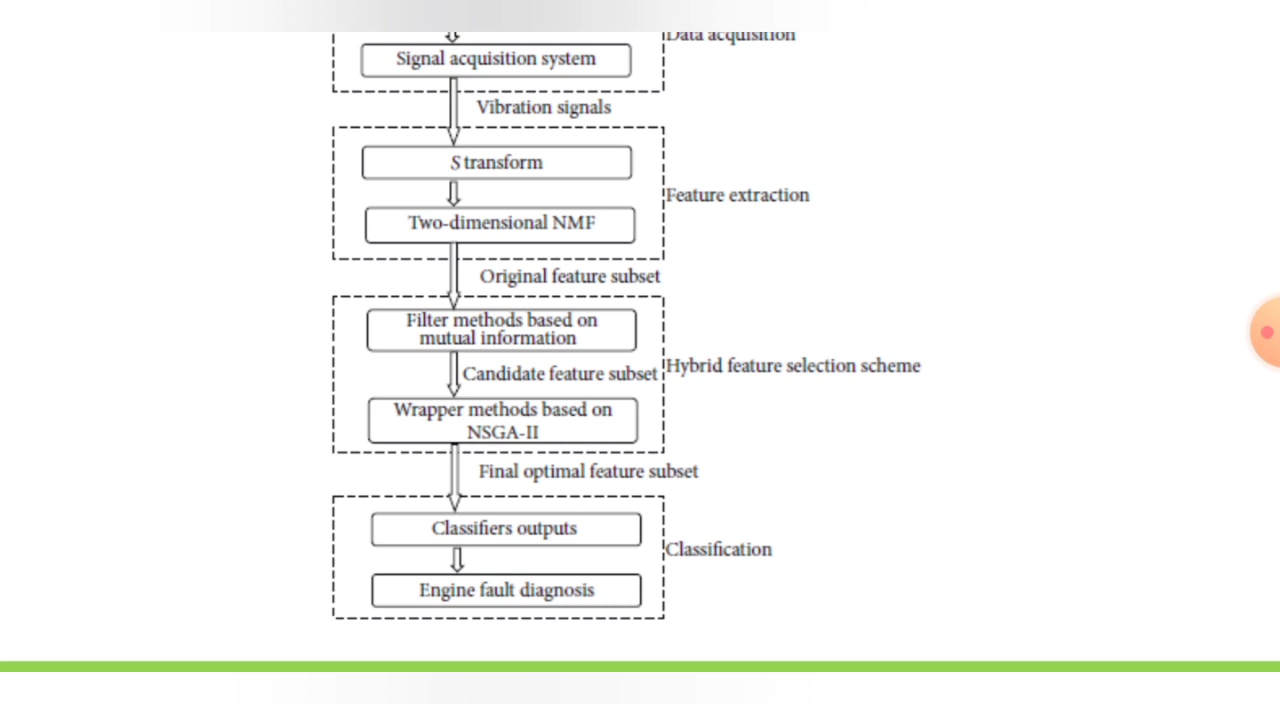 Data acquisition
Signal acquisition system
Vibration signals
S transform
Feature extraction
Two-dimensional NMF
Original feature subset
Filter methods based on
mutual information
Candidate feature subset
Hybrid feature selection scheme
Wrapper methods based on
NSGA-II
Final optimal feature subset
Classifiers outputs
Classification
Engine fault diagnosis